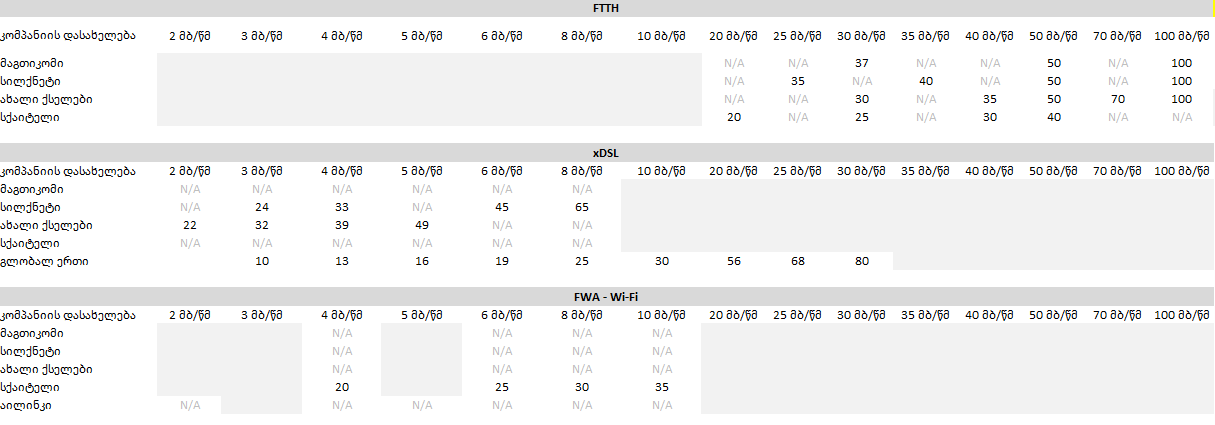 FTTH
კომპანიის დასახელება 2 მბ/წმ 3 მბ/წმ 4 მბ/წმ 5 მბ/წმ 6 მბ/წმ 8 მბ/წმ 10 მბ/წმ 20 მბ/წმ 25 მბ/წმ 30 მბ/წმ 35 მბ/წმ 40 მბ/წმ 50 მბ/წმ 70 მბ/წმ 100 მბ/წმ
მაგთიკომი N/A N/A 37 N/A N/A 50 N/A 100
სილქნეტი N/A 35 N/A 40 N/A 50 N/A 100
ახალი ქსელები N/A N/A 30 N/A 35 50 70 100
სქაიტელი 20 N/A 25 N/A 30 40 N/A N/A
xDSL
კომპანიის დასახელება 2 მბ/წმ 3 მბ/წმ 4 მბ/წმ 5 მბ/წმ 6 მბ/წმ 8 მბ/წმ 10 მბ/წმ 20 მბ/წმ 25 მბ/წმ 30 მბ/წმ 35 მბ/წმ 40 მბ/წმ 50 მბ/წმ 70 მბ/წმ 100 მბ/წმ
მაგთიკომი N/A N/A N/A N/A N/A N/A
სილქნეტი N/A 24 33 N/A 45 65
ახალი ქსელები 22 32 39 49 N/A N/A
სქაიტელი N/A N/A N/A N/A N/A N/A
გლობალ ერთი 10 13 16 19 25 30 56 68 80
FWA - Wi-Fi
კომპანიის დასახელება 2 მბ/წმ 3 მბ/წმ 4 მბ/წმ 5 მბ/წმ 6 მბ/წმ 8 მბ/წმ 10 მბ/წმ 20 მბ/წმ 25 მბ/წმ 30 მბ/წმ 35 მბ/წმ 40 მბ/წმ 50 მბ/წმ 70 მბ/წმ 100 მბ/წმ
მაგთიკომი N/A N/A N/A N/A
სილქნეტი N/A N/A N/A N/A
ახალი ქსელები N/A N/A N/A N/A
სქაიტელი 20 25 30 35
აილინკი N/A N/A N/A N/A N/A N/A